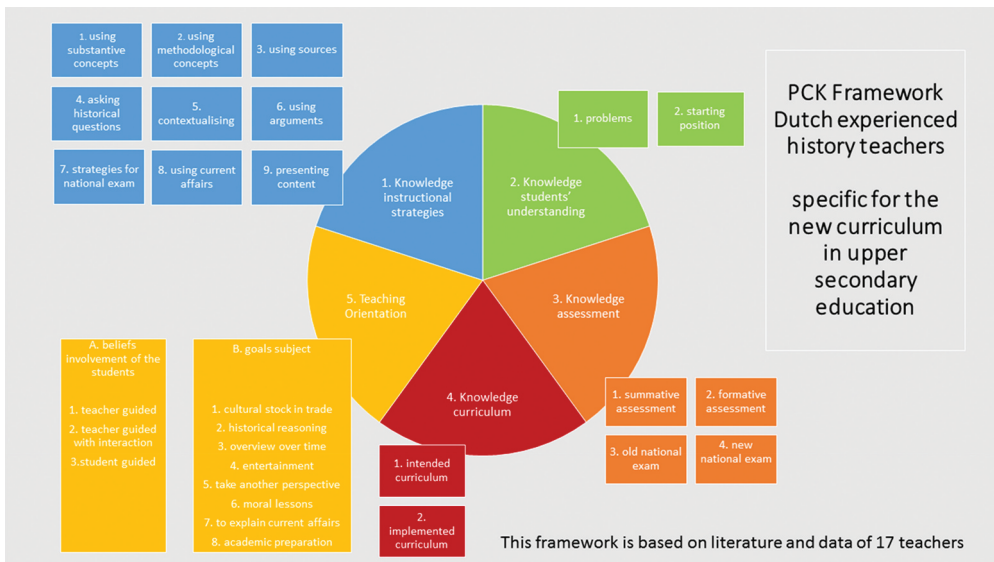 1. using
substantive
concepts
2. using
methodological
concepts
3. using sources
4. asking
historical
questions
5.
contextualising
6. using
arguments
7. strategies for
national exam
8. using current
affairs
9. presenting
content
1. problems
2. starting
position
PCK Framework
Dutch experienced
history teachers
specific for the
new curriculum
in upper
secondary
education
1. Knowledge
instructional
strategies
2. Knowledge
students'
understanding
3. Knowledge
assessment
4. Knowledge
curriculum
5. Teaching
Orientation
A. beliefs
involvement of the
students
1. teacher guided
2. teacher guided
with interaction
3.student guided
B. goals subject
1. cultural stock in trade
2. historical reasoning
3. overview over time
4. entertainment
5. take another perspective
6. moral lessons
7. to explain current affairs
8. academic preparation
1. intended
curriculum
2.
implemented
curriculum
1. summative
assessment
2. formative
assessment
3. old national
exam
4. new
national exam
This framework is based on literature and data of 17 teachers